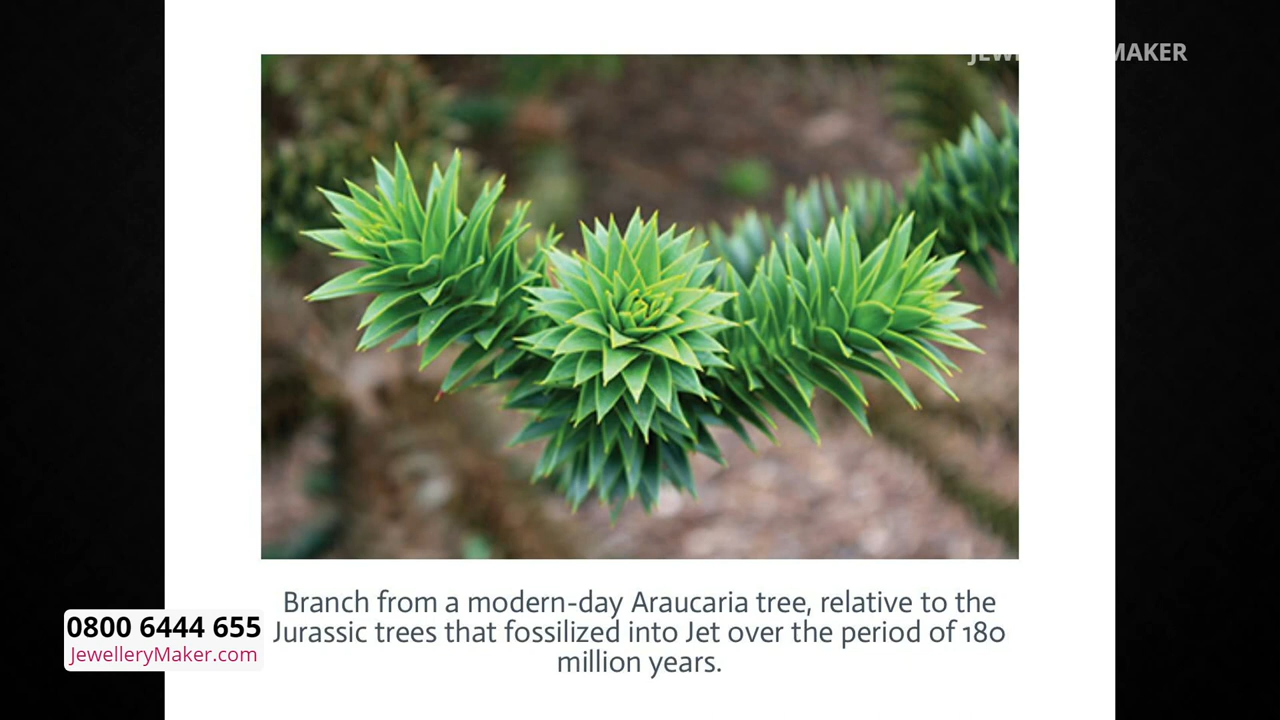 MAKER
Branch from a modern-day Araucaria tree, relative to the
Jurassic trees that fossilized into Jet over the period of 180
million years.
0800 6444 655
JewelleryMaker.com